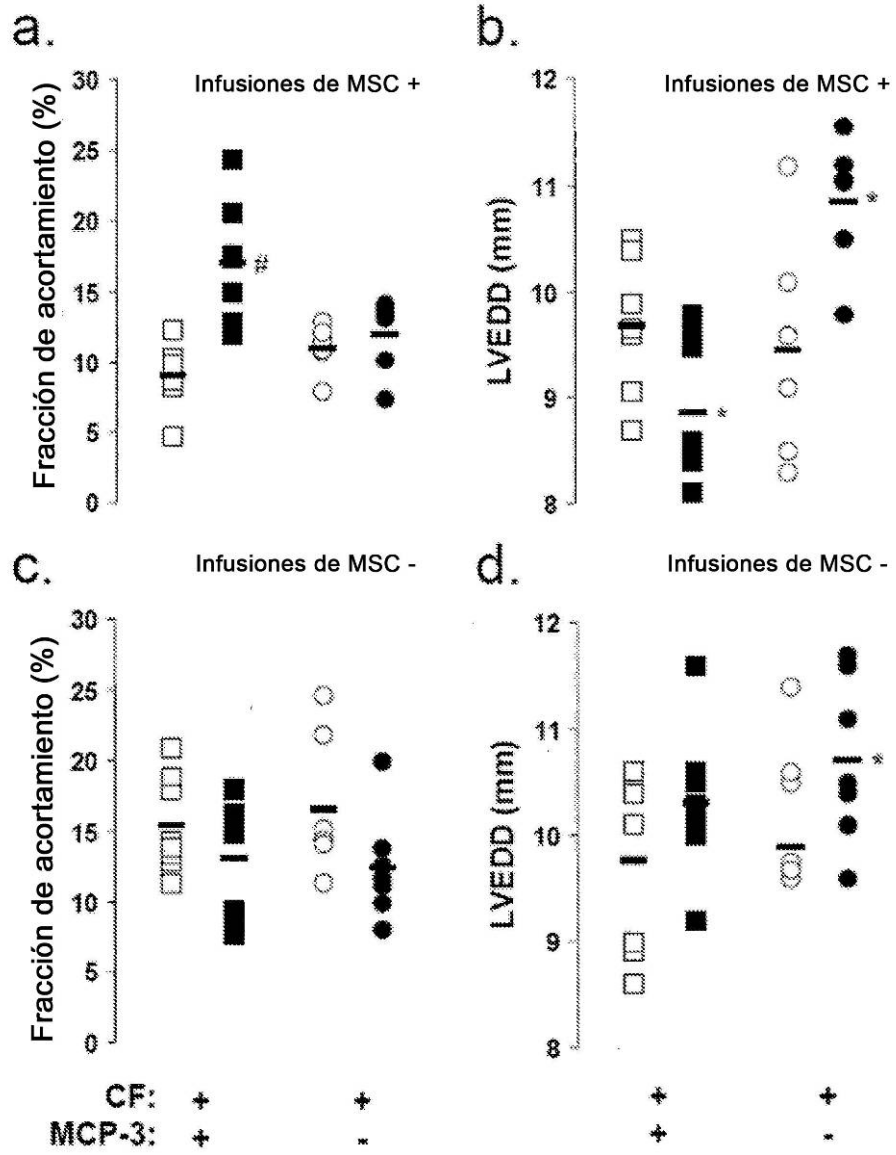 a.
Infusiones de MSC +
Fracción de acortamiento (%)
30
25
20
15
10
5
0
#
b.
Infusiones de MSC +
LVEDD (mm)
12
11
10
9
8
*
*
c.
Infusiones de MSC -
Fracción de acortamiento (%)
30
25
20
15
10
5
0
d.
Infusiones de MSC -
LVEDD (mm)
12
11
10
9
8
*
CF: + + + +
MCP-3: + - + -